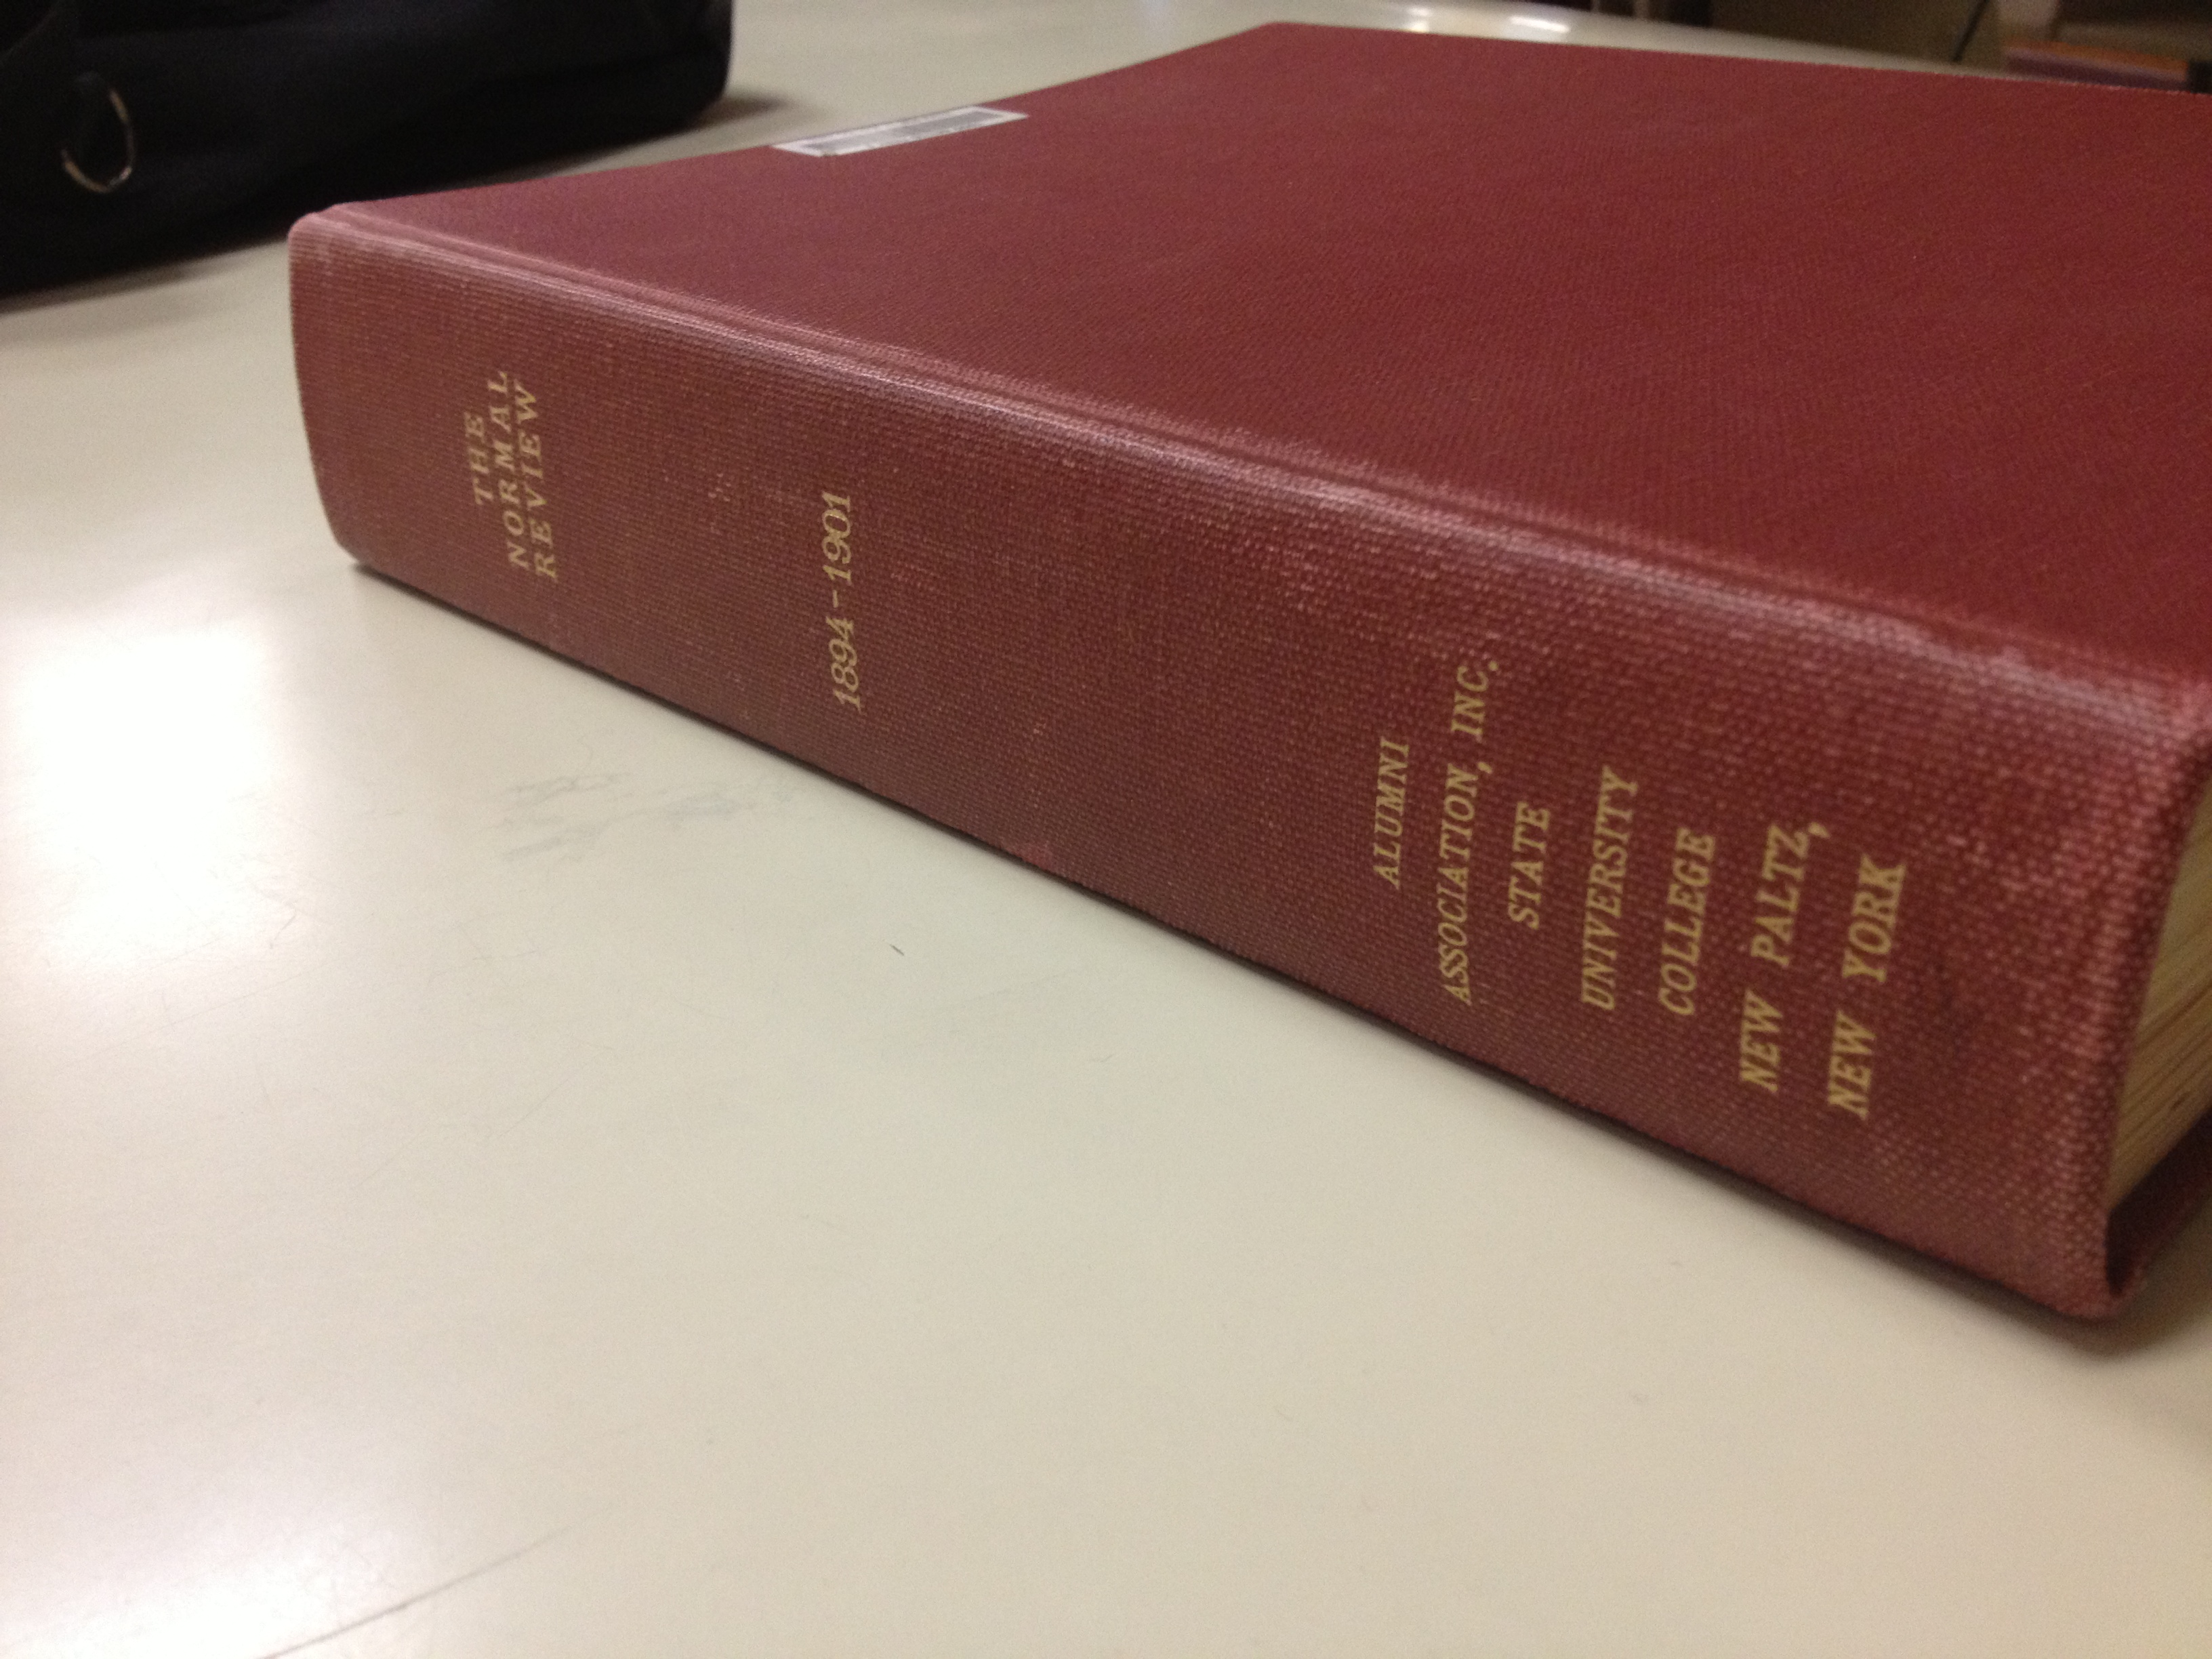 THE
NORMAL
REVIEW
1894-1901
ALUMNI
ASSOCIATION, INC.
STATE
UNIVERSITY
COLLEGE
NEW PALTZ,
NEW YORK